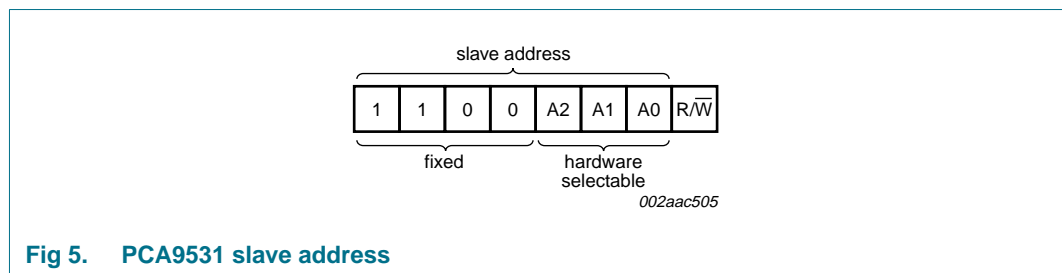 slave address
1 1 0 0 A2 A1 A0 R/W̅
fixed
hardware
selectable
002aac505
Fig 5. PCA9531 slave address